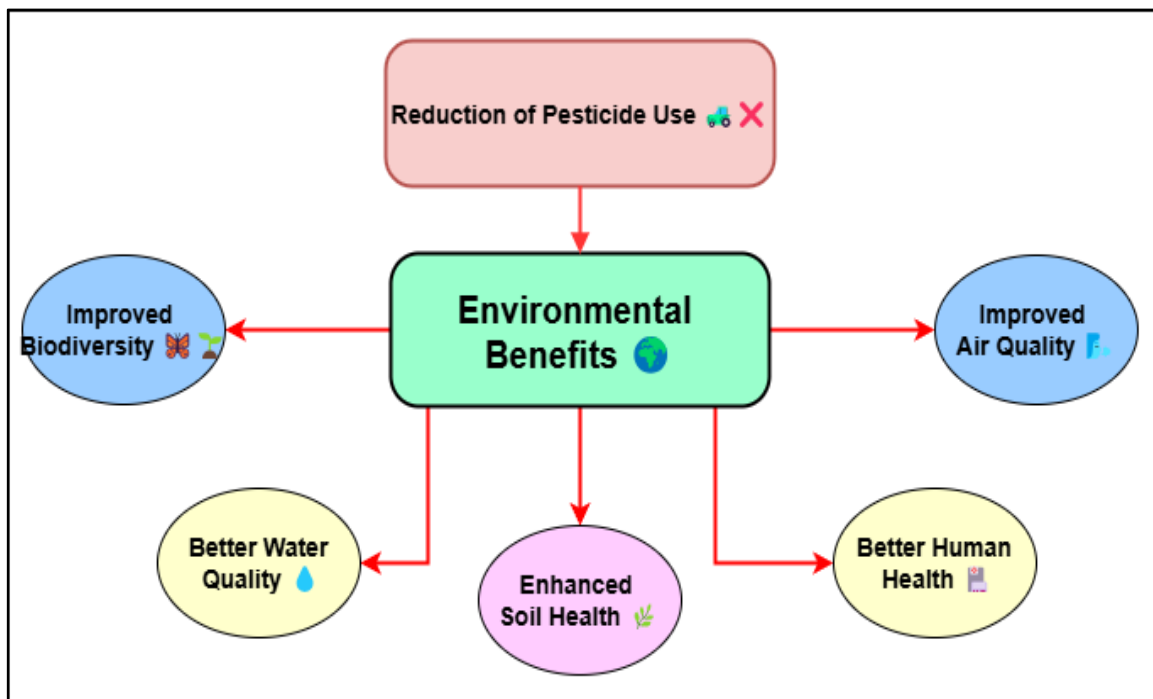 Reduction of Pesticide Use 🚜 ❌
Environmental
Benefits 🌍
Improved
Biodiversity 🦋 🌱
Improved
Air Quality 🌬️
Better Water
Quality 💧
Enhanced
Soil Health 🌿
Better Human
Health 🏥